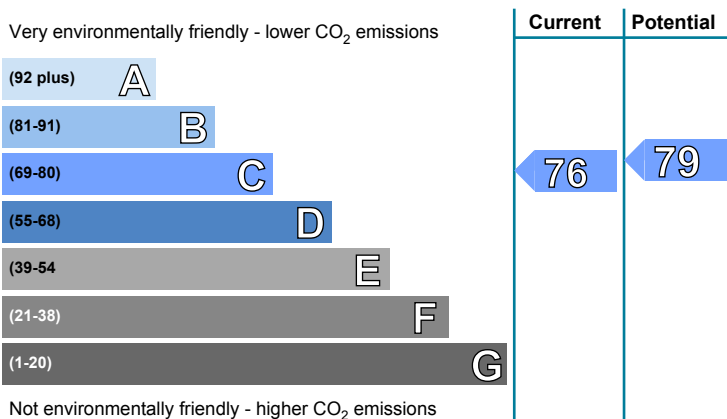 Current Potential
Very environmentally friendly - lower CO2 emissions
(92 plus) A
(81-91) B
(69-80) C 76 79
(55-68) D
(39-54 E
(21-38) F
(1-20) G
Not environmentally friendly - higher CO2 emissions